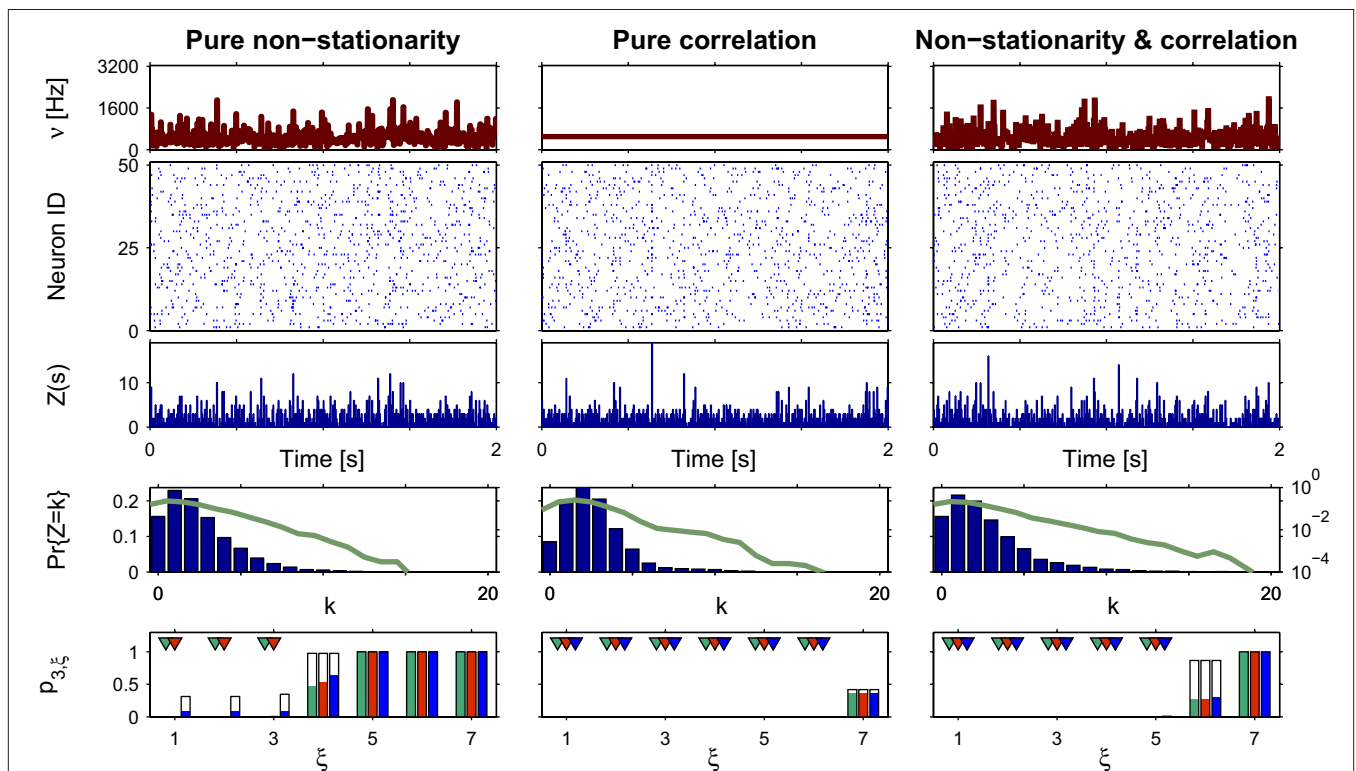 Pure non−stationarity
Pure correlation
Non−stationarity & correlation
ν [Hz]
3200
1600
0
Neuron ID
50
25
0
Z(s)
10
0
0
2
0
2
0
2
Time [s]
Time [s]
Time [s]
Pr{Z=k}
0.2
0.1
0
10^0
10^-2
10^-4
0
20
0
20
0
20
k
k
k
p_{3,ξ}
1
0.5
0
1
3
5
7
1
3
5
7
1
3
5
7
ξ
ξ
ξ